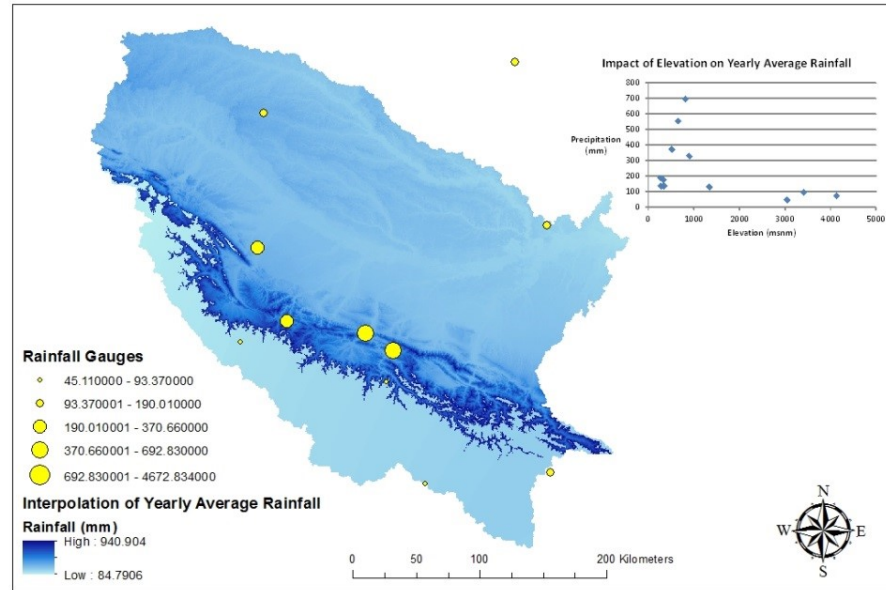 Impact of Elevation on Yearly Average Rainfall
800
700
600
500
400
300
200
100
0
Precipitation
(mm)
0 1000 2000 3000 4000 5000
Elevation (msnm)
Rainfall Gauges
45.110000 - 93.370000
93.370001 - 190.010000
190.010001 - 370.660000
370.660001 - 692.830000
692.830001 - 4672.834000
Interpolation of Yearly Average Rainfall
Rainfall (mm)
High : 940.904
Low : 84.7906
0 50 100 200 Kilometers
N
W E
S